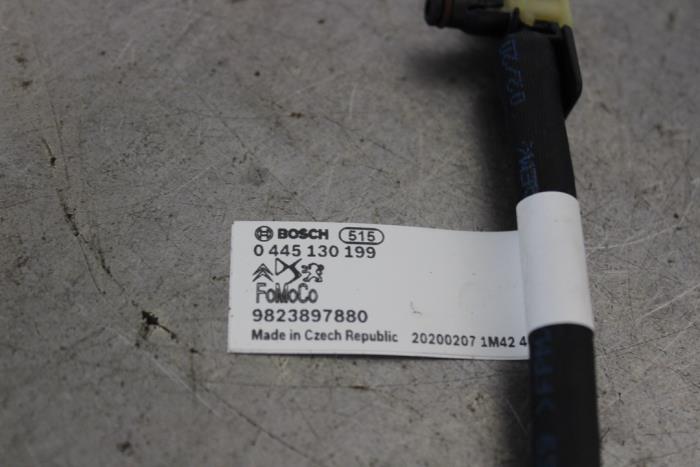 BOSCH 515
0 445 130 199
FoMoCo
9823897880
Made in Czech Republic 20200207 1M42 4